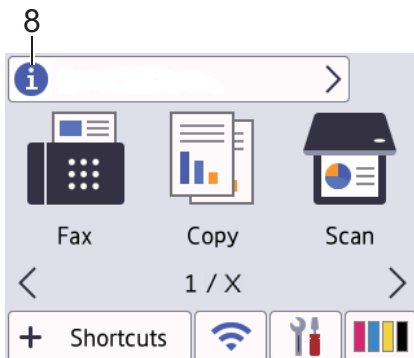 8
i
Fax Copy Scan
< 1 / X >
+ Shortcuts